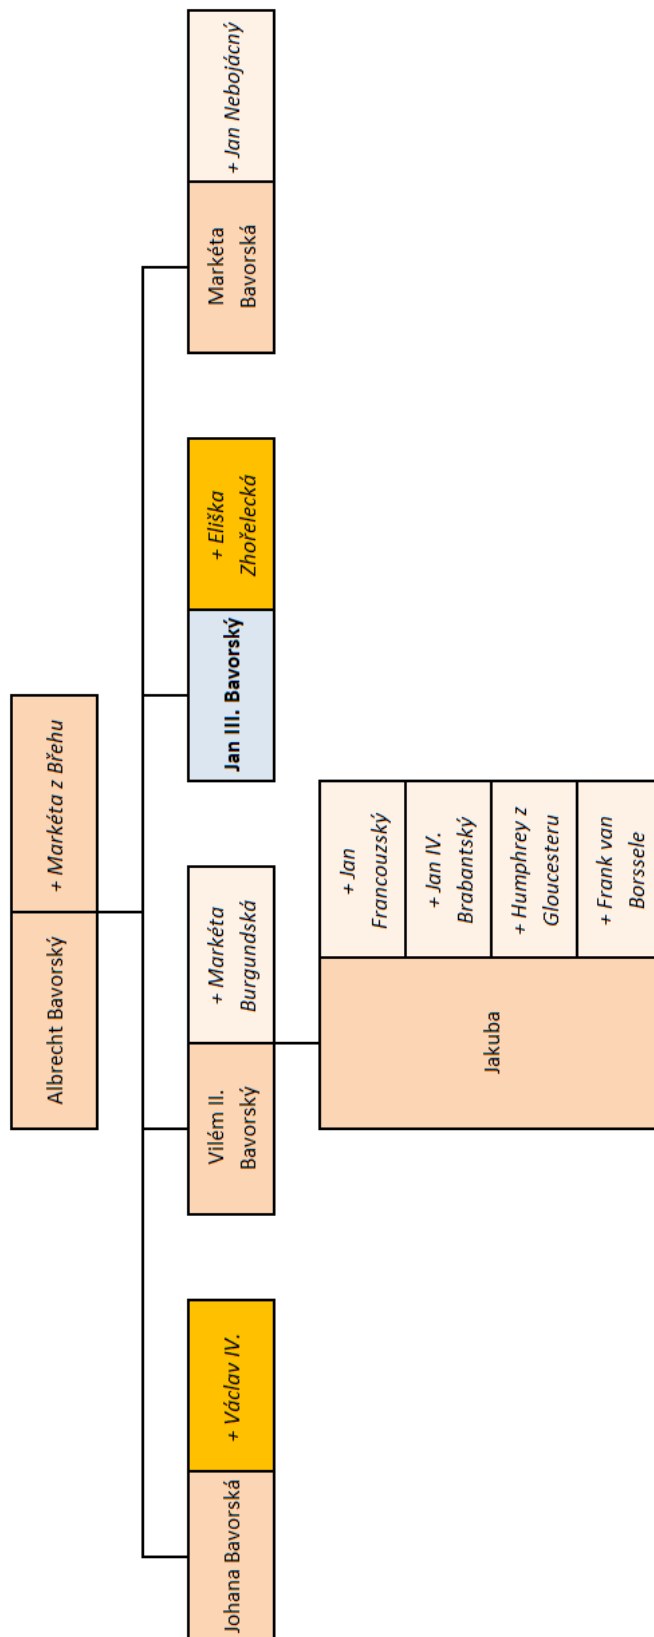 Albrecht Bavorský
+ Markéta z Břehu
Johana Bavorská
+ Václav IV.
Vilém II.
Bavorský
+ Markéta
Burgundská
Jan III. Bavorský
+ Eliška
Zhořelecká
Markéta
Bavorská
+ Jan Nebojácný
Jakuba
+ Jan
Francouzský
+ Jan IV.
Brabantský
+ Humphrey z
Gloucesteru
+ Frank van
Borssele